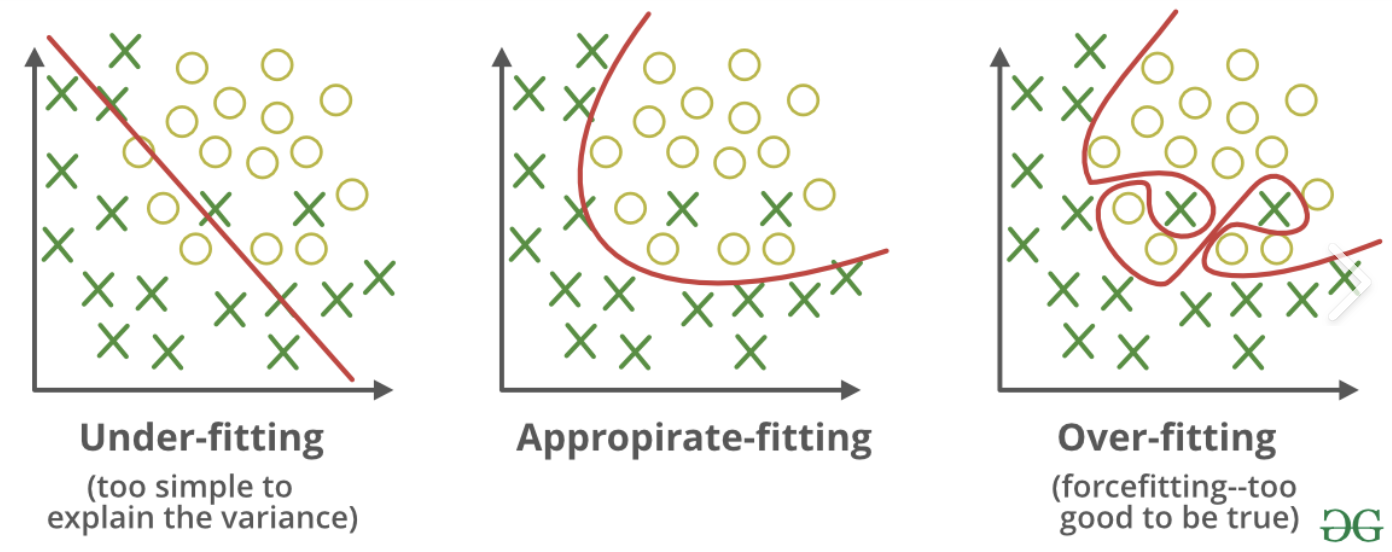 Under-fitting
(too simple to
explain the variance)
Appropirate-fitting
Over-fitting
(forcefitting--too
good to be true)